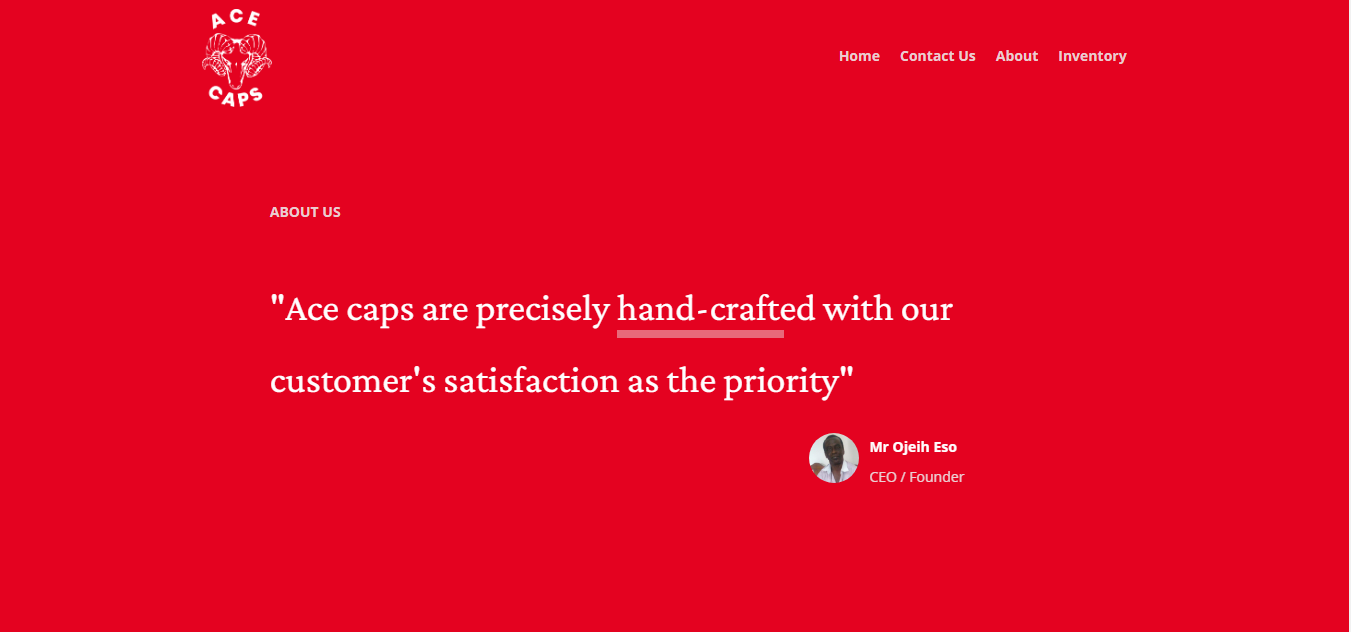 ACE
CAPS
Home Contact Us About Inventory
ABOUT US
"Ace caps are precisely hand-crafted with our
customer's satisfaction as the priority"
Mr Ojeih Eso
CEO / Founder